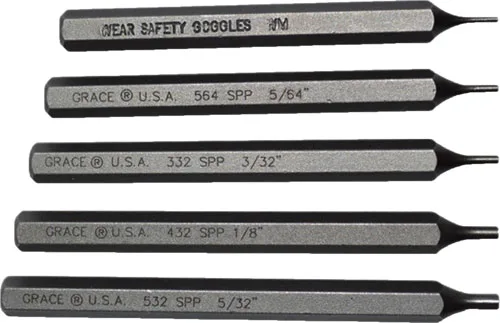 WEAR SAFETY GOGGLES
GRACE ® U.S.A. 564 SPP 5/64"
GRACE ® U.S.A. 332 SPP 3/32"
GRACE ® U.S.A. 432 SPP 1/8"
GRACE ® U.S.A. 532 SPP 5/32"